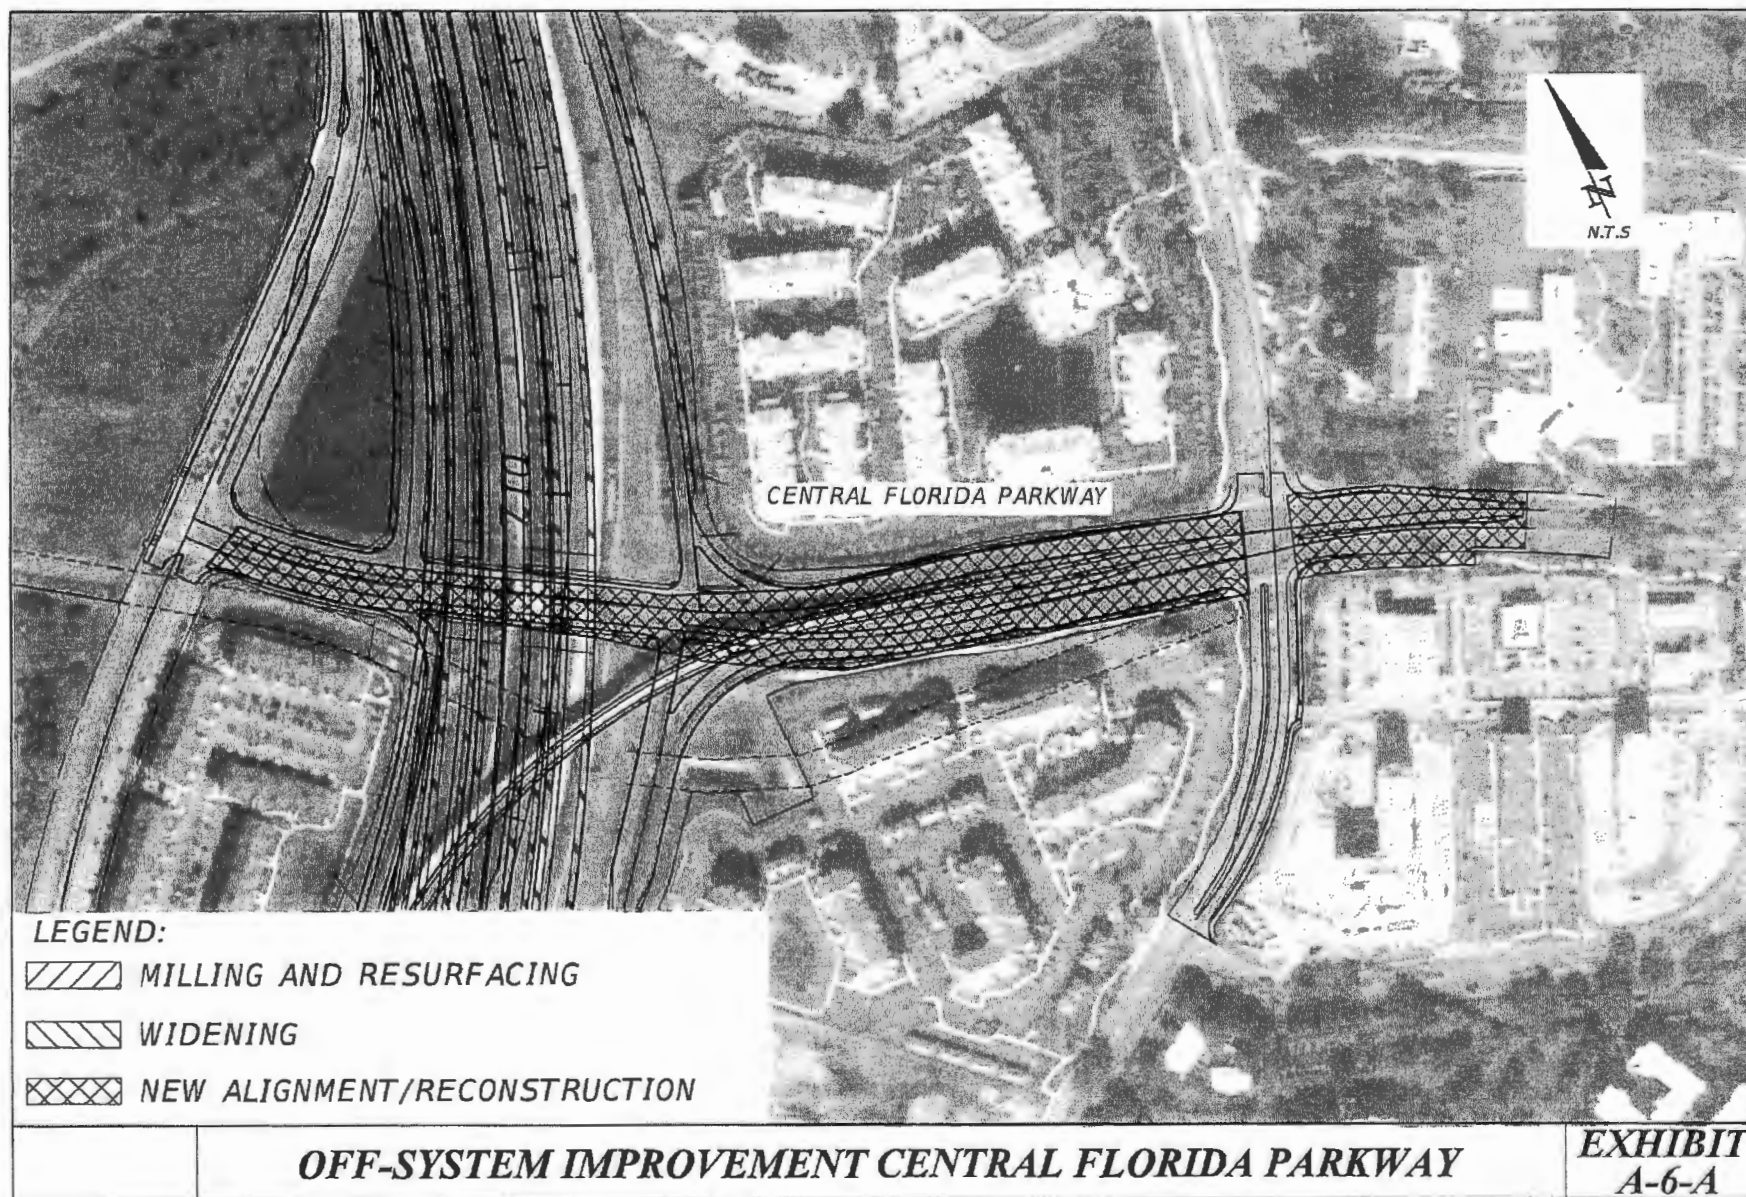 N.T.S
CENTRAL FLORIDA PARKWAY
LEGEND:
MILLING AND RESURFACING
WIDENING
NEW ALIGNMENT/RECONSTRUCTION
OFF-SYSTEM IMPROVEMENT CENTRAL FLORIDA PARKWAY
EXHIBIT
A-6-A